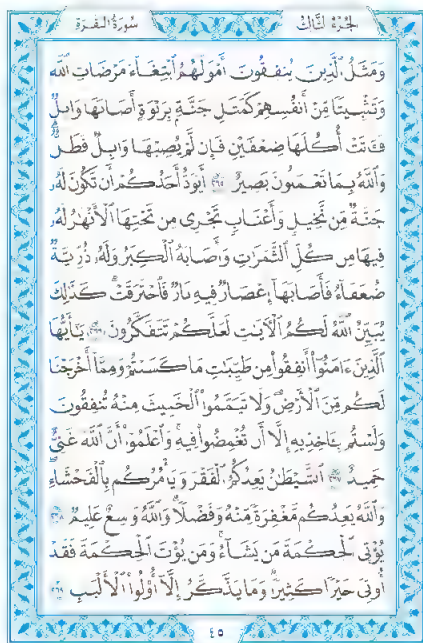 الجزء الثالث سورة البقرة
وَمَثَلُ ٱلَّذِينَ يُنفِقُونَ أَمْوَٰلَهُمُ ٱبْتِغَآءَ مَرْضَاتِ ٱللَّهِ
وَتَثْبِيتًا مِّنْ أَنفُسِهِمْ كَمَثَلِ جَنَّةٍۭ بِرَبْوَةٍ أَصَابَهَا وَابِلٌ
فَـَٔاتَتْ أُكُلَهَا ضِعْفَيْنِ فَإِن لَّمْ يُصِبْهَا وَابِلٌ فَطَلٌّ
وَٱللَّهُ بِمَا تَعْمَلُونَ بَصِيرٌ ٢٦٥ أَيَوَدُّ أَحَدُكُمْ أَن تَكُونَ لَهُۥ
جَنَّةٌ مِّن نَّخِيلٍ وَأَعْنَابٍ تَجْرِى مِن تَحْتِهَا ٱلْأَنْهَٰرُ لَهُۥ
فِيهَا مِن كُلِّ ٱلثَّمَرَٰتِ وَأَصَابَهُ ٱلْكِبَرُ وَلَهُۥ ذُرِّيَّةٌ
ضُعَفَآءُ فَأَصَابَهَآ إِعْصَارٌ فِيهِ نَارٌ فَٱحْتَرَقَتْ ۗ كَذَٰلِكَ
يُبَيِّنُ ٱللَّهُ لَكُمُ ٱلْـَٔايَٰتِ لَعَلَّكُمْ تَتَفَكَّرُونَ ٢٦٦ يَٰٓأَيُّهَا
ٱلَّذِينَ ءَامَنُوٓا۟ أَنفِقُوا۟ مِن طَيِّبَٰتِ مَا كَسَبْتُمْ وَمِمَّآ أَخْرَجْنَا
لَكُم مِّنَ ٱلْأَرْضِ ۖ وَلَا تَيَمَّمُوا۟ ٱلْخَبِيثَ مِنْهُ تُنفِقُونَ
وَلَسْتُم بِـَٔاخِذِيهِ إِلَّآ أَن تُغْمِضُوا۟ فِيهِ ۚ وَٱعْلَمُوٓا۟ أَنَّ ٱللَّهَ غَنِىٌّ
حَمِيدٌ ٢٦٧ ٱلشَّيْطَٰنُ يَعِدُكُمُ ٱلْفَقْرَ وَيَأْمُرُكُم بِٱلْفَحْشَآءِ ۖ
وَٱللَّهُ يَعِدُكُم مَّغْفِرَةً مِّنْهُ وَفَضْلًا ۗ وَٱللَّهُ وَٰسِعٌ عَلِيمٌ ٢٦٨
يُؤْتِى ٱلْحِكْمَةَ مَن يَشَآءُ ۚ وَمَن يُؤْتَ ٱلْحِكْمَةَ فَقَدْ
أُوتِىَ خَيْرًا كَثِيرًا ۗ وَمَا يَذَّكَّرُ إِلَّآ أُو۟لُوا۟ ٱلْأَلْبَٰبِ ٢٦٩
٤٥